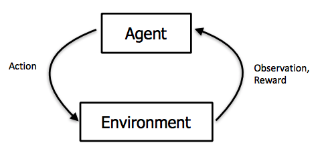 Agent
Action
Observation,
Reward
Environment